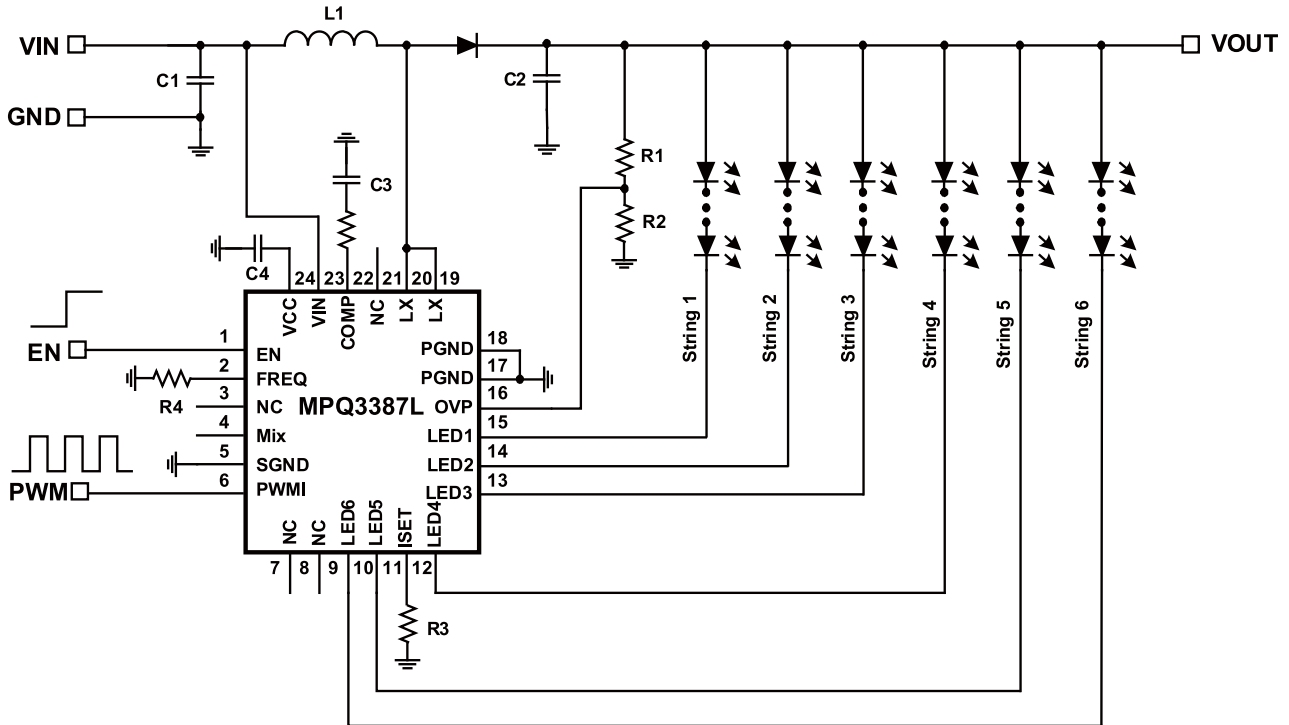 L1
VIN
VOUT
C1
C2
GND
R1
C3
R2
C4
24 23 22 21 20 19
VCC
VIN
COMP
NC
LX
LX
String 1
String 2
String 3
String 4
String 5
String 6
EN
1
EN
18
PGND
2
FREQ
17
PGND
R4
3
NC
MPQ3387L
16
OVP
4
Mix
15
LED1
5
SGND
14
LED2
PWM
6
PWMI
13
LED3
NC
NC
LED6
LED5
ISET
LED4
7 8 9 10 11 12
R3